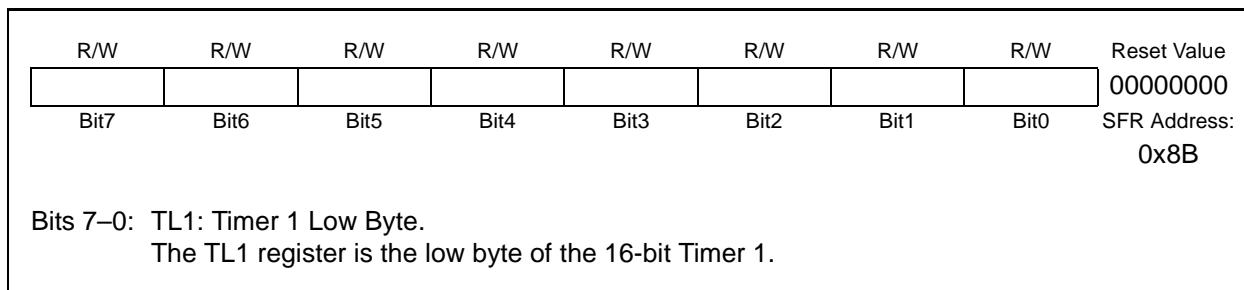 R/W R/W R/W R/W R/W R/W R/W R/W Reset Value
00000000
Bit7 Bit6 Bit5 Bit4 Bit3 Bit2 Bit1 Bit0 SFR Address:
0x8B
Bits 7–0: TL1: Timer 1 Low Byte.
The TL1 register is the low byte of the 16-bit Timer 1.